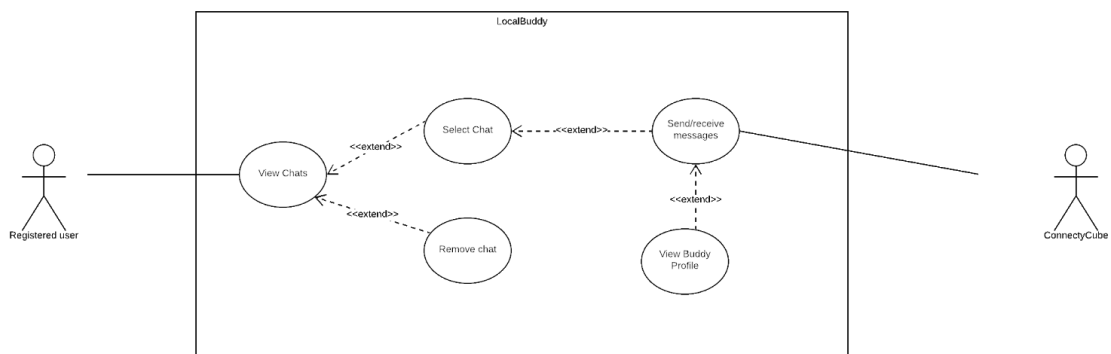 LocalBuddy
Select Chat
<<extend>>
Send/receive
messages
<<extend>>
View Chats
<<extend>>
<<extend>>
Remove chat
View Buddy
Profile
Registered user
ConnectyCube